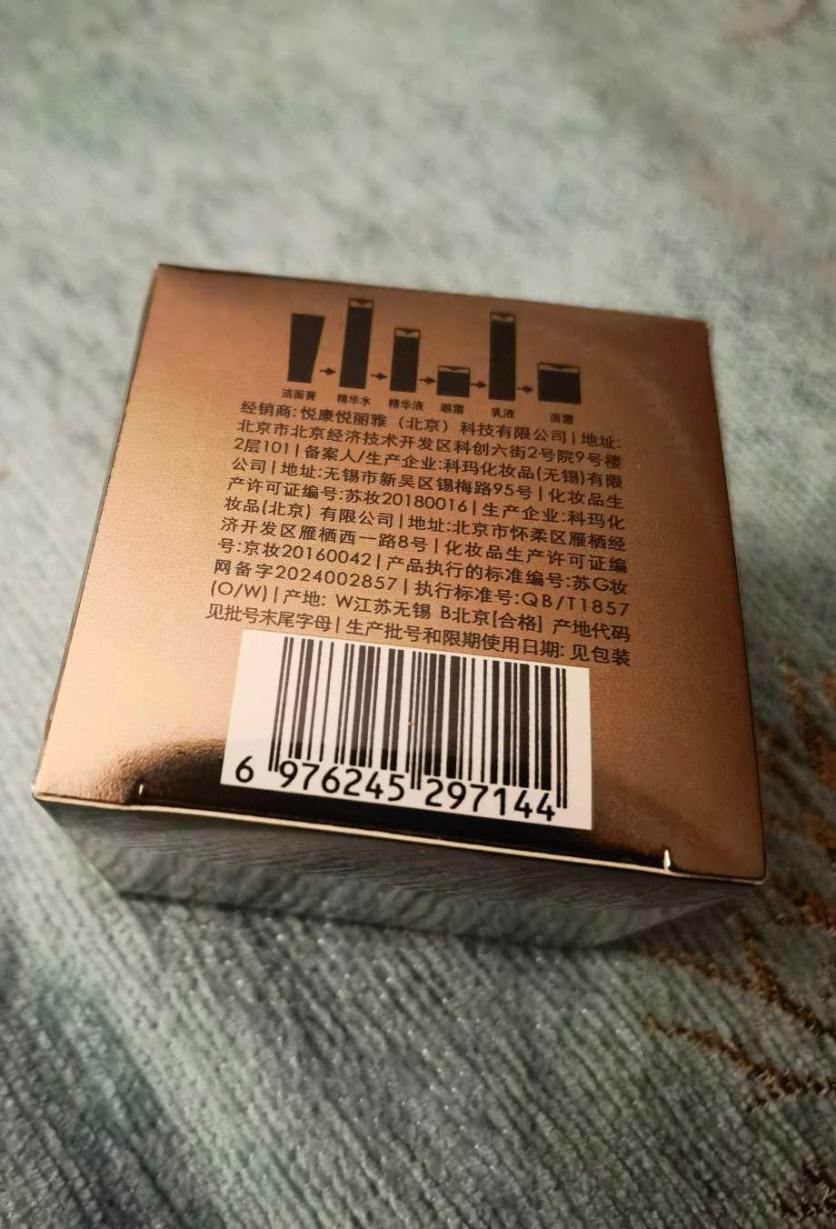 洁面膏 精华水 精华液 眼霜 乳液 面霜
经销商:悦康悦丽雅（北京）科技有限公司|地址:
北京市北京经济技术开发区科创六街2号院9号楼
2层101|备案人/生产企业:科玛化妆品(无锡)有限
公司|地址:无锡市新吴区锡梅路95号|化妆品生
产许可证编号:苏妆20180016|生产企业:科玛化
妆品(北京) 有限公司|地址:北京市怀柔区雁栖经
济开发区雁栖西一路8号|化妆品生产许可证编
号:京妆20160042|产品执行的标准编号:苏G妆
网备字2024002857|执行标准号:QB/T1857
(O/W)|产地: W江苏无锡 B北京[合格] 产地代码
见批号末尾字母|生产批号和限期使用日期: 见包装
6 976245 297144